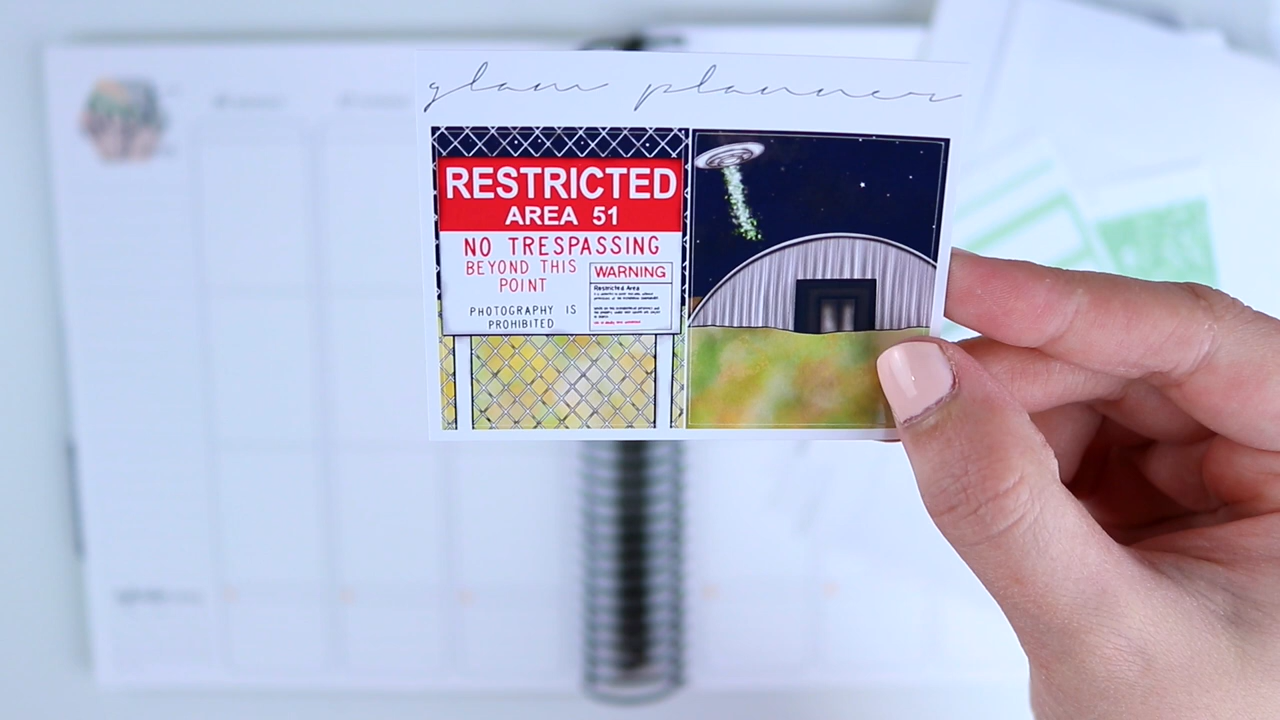 glam planner
RESTRICTED
AREA 51
NO TRESPASSING
BEYOND THIS
POINT
PHOTOGRAPHY IS
PROHIBITED
WARNING
Restricted Area